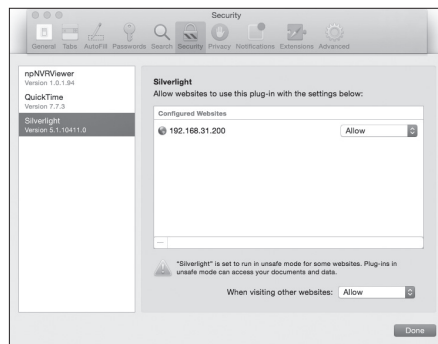 Security
General Tabs AutoFill Passwords Search Security Privacy Notifications Extensions Advanced
npNVRViewer
Version 1.0.1.94
QuickTime
Version 7.7.3
Silverlight
Version 5.1.10411.0
Silverlight
Allow websites to use this plug-in with the settings below:
Configured Websites
192.168.31.200 Allow
"Silverlight" is set to run in unsafe mode for some websites. Plug-ins in
unsafe mode can access your documents and data.
When visiting other websites: Allow
Done